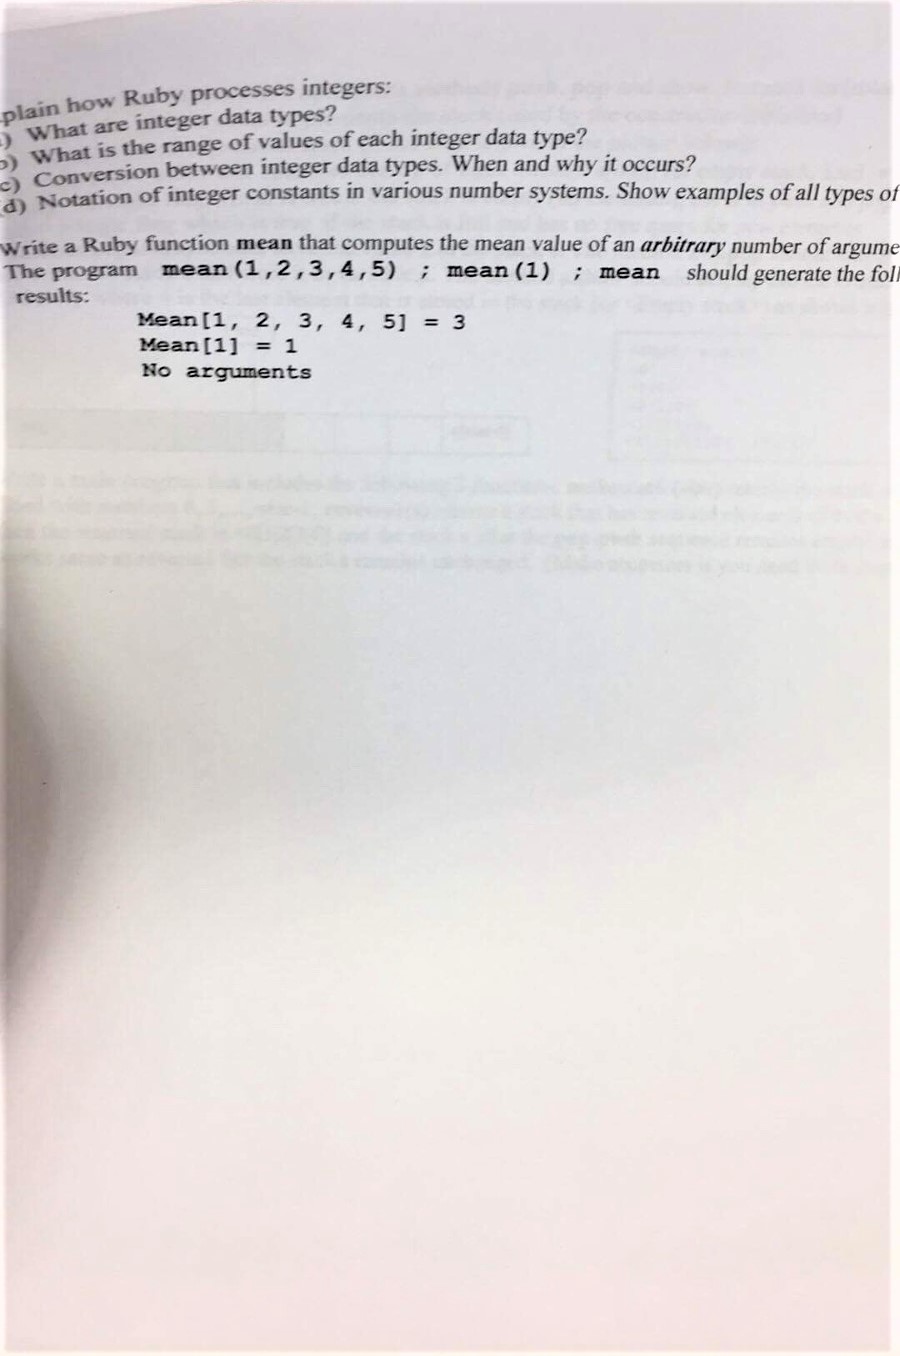 plain how Ruby processes integers:
) What are integer data types?
) What is the range of values of each integer data type?
c) Conversion between integer data types. When and why it occurs?
d) Notation of integer constants in various number systems. Show examples of all types of
Write a Ruby function mean that computes the mean value of an arbitrary number of argume
The program mean(1,2,3,4,5) ; mean(1) ; mean should generate the foll
results:
Mean[1, 2, 3, 4, 5] = 3
Mean[1] = 1
No arguments